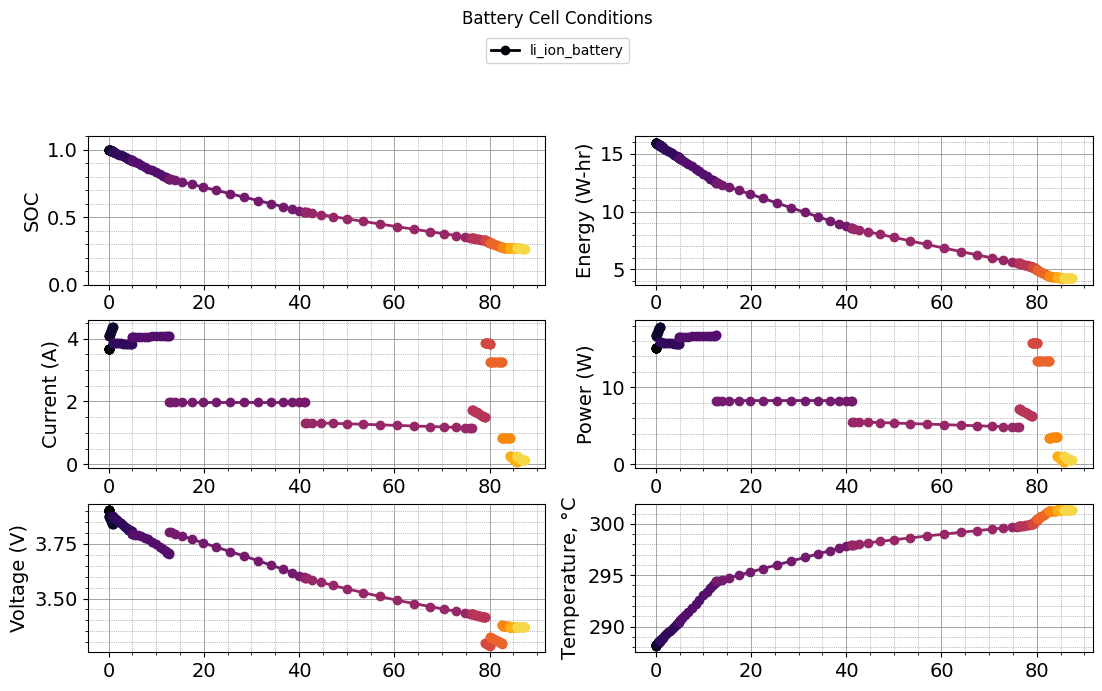 Battery Cell Conditions
li_ion_battery
SOC
1.0
0.5
0.0
0 20 40 60 80
Energy (W-hr)
15
10
5
0 20 40 60 80
Current (A)
4
2
0
0 20 40 60 80
Power (W)
10
0
0 20 40 60 80
Voltage (V)
3.75
3.50
0 20 40 60 80
Temperature, °C
300
295
290
0 20 40 60 80